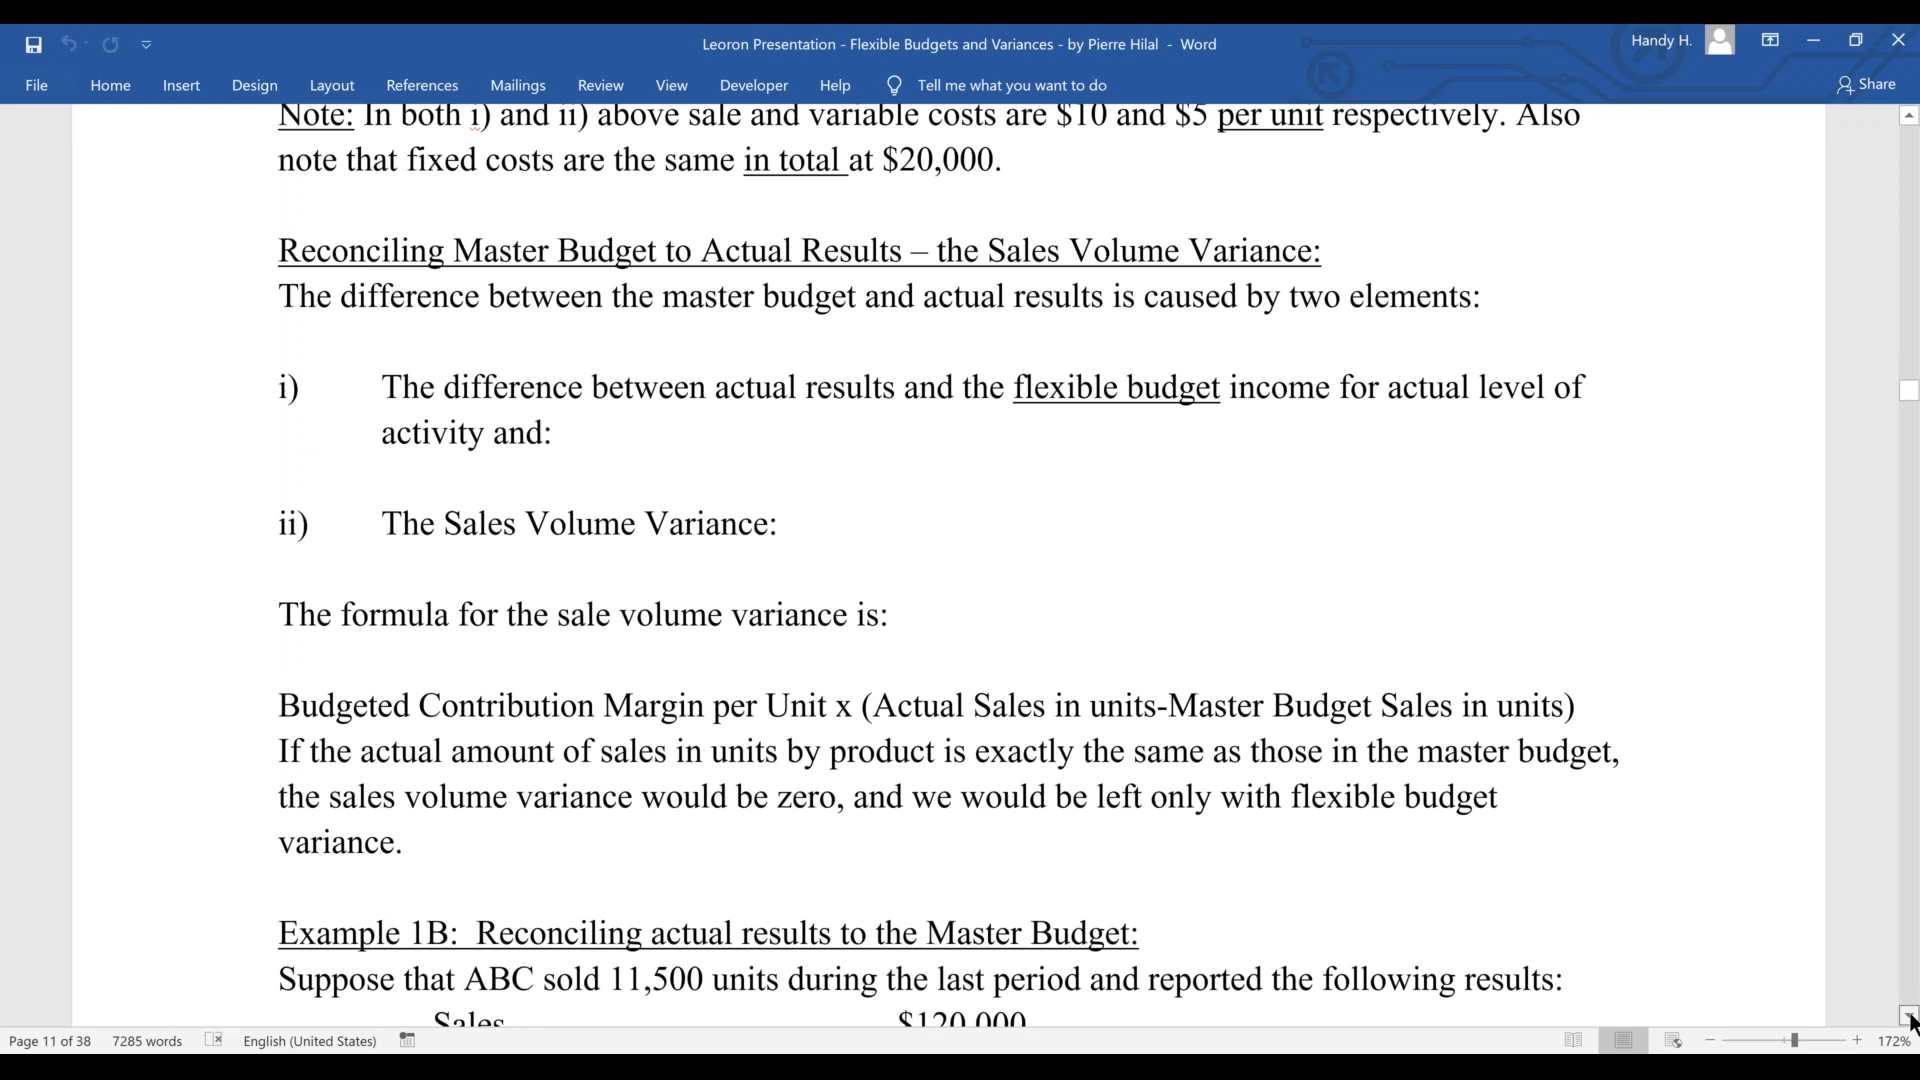 Leoron Presentation - Flexible Budgets and Variances - by Pierre Hilal - Word
Handy H.
File Home Insert Design Layout References Mailings Review View Developer Help Tell me what you want to do Share
Note: In both i) and ii) above sale and variable costs are $10 and $5 per unit respectively. Also
note that fixed costs are the same in total at $20,000.
Reconciling Master Budget to Actual Results – the Sales Volume Variance:
The difference between the master budget and actual results is caused by two elements:
i) The difference between actual results and the flexible budget income for actual level of
activity and:
ii) The Sales Volume Variance:
The formula for the sale volume variance is:
Budgeted Contribution Margin per Unit x (Actual Sales in units-Master Budget Sales in units)
If the actual amount of sales in units by product is exactly the same as those in the master budget,
the sales volume variance would be zero, and we would be left only with flexible budget
variance.
Example 1B: Reconciling actual results to the Master Budget:
Suppose that ABC sold 11,500 units during the last period and reported the following results:
Sales $120,000
Page 11 of 38 7285 words English (United States) 172%